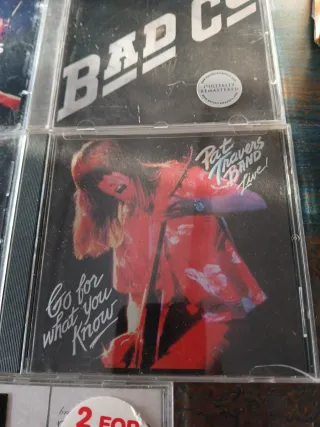 BAD CO
DIGITALLY
REMASTERED
Pat
Travers
BAND
Live!
Go for
what you
Know
2 FOR